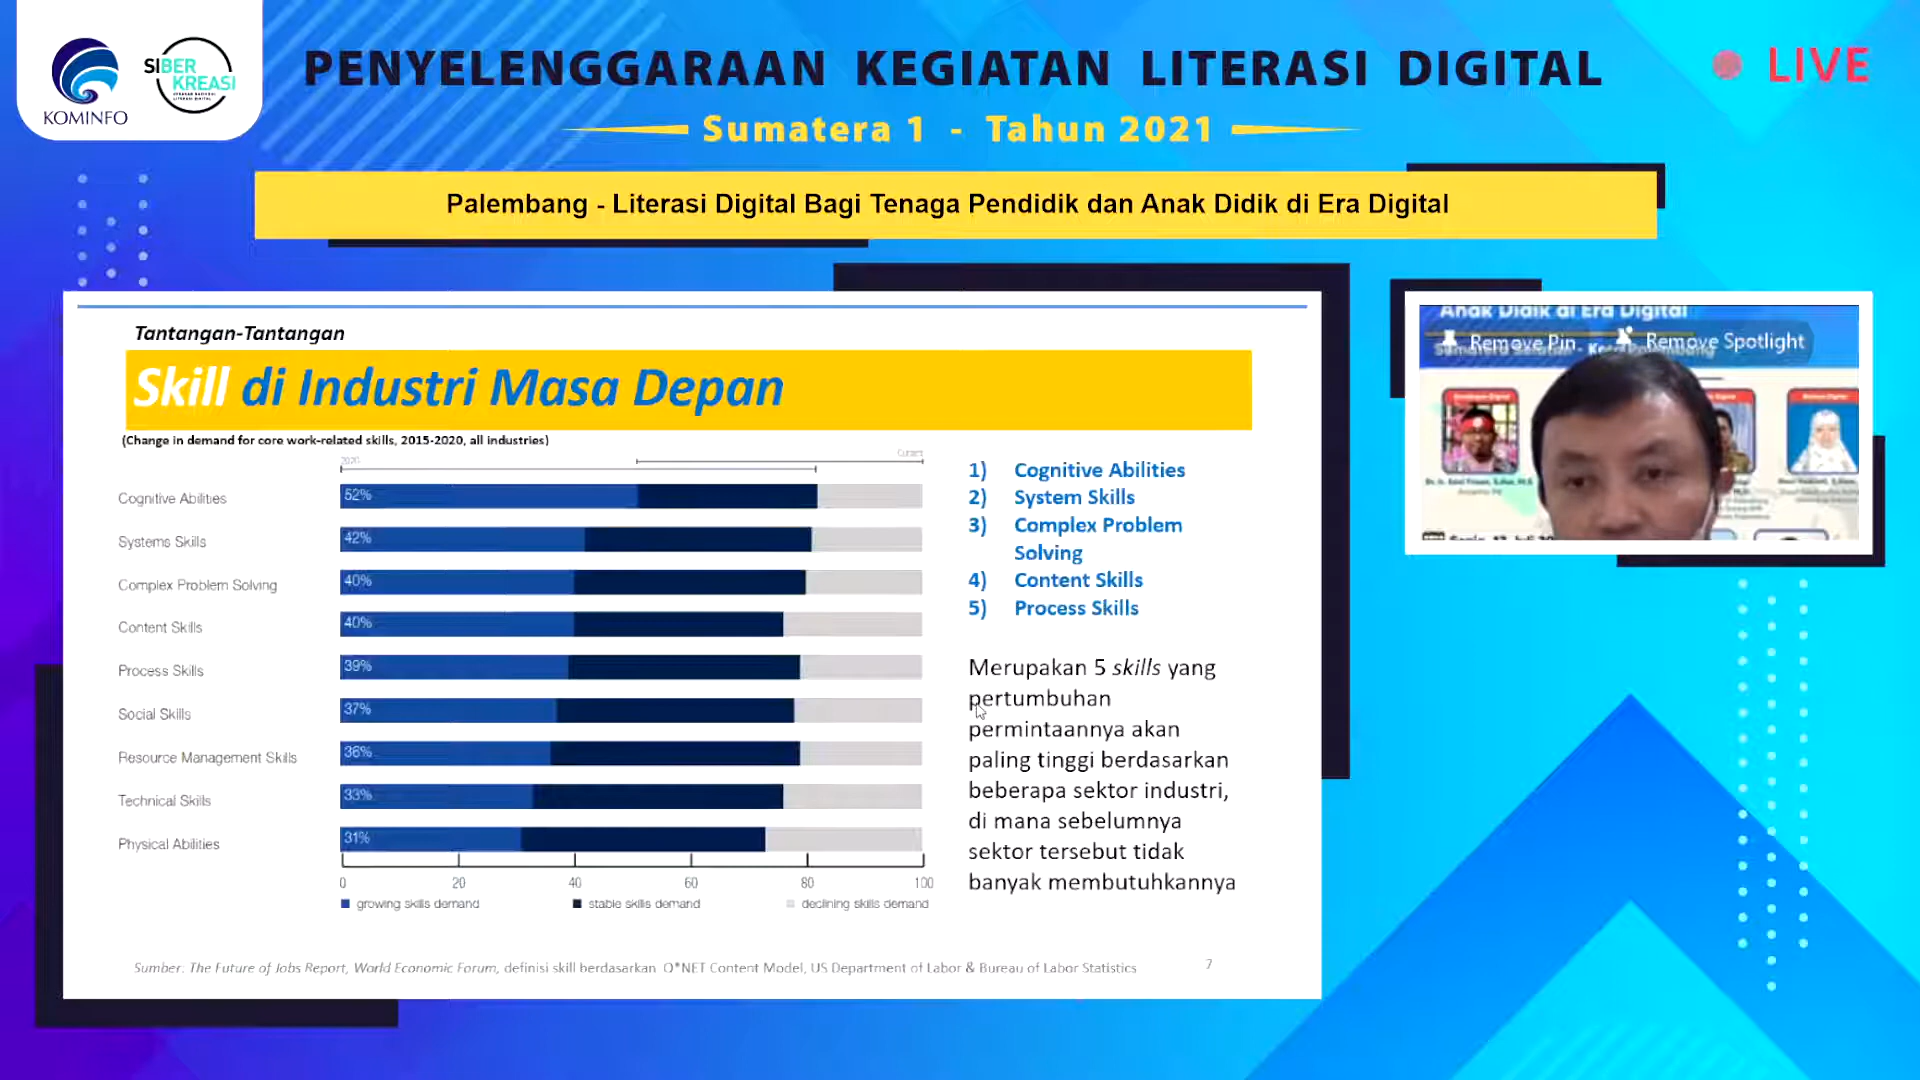 KOMINFO
SIBER
KREASI
PENYELENGGARAAN KEGIATAN LITERASI DIGITAL
LIVE
Sumatera 1 - Tahun 2021
Palembang - Literasi Digital Bagi Tenaga Pendidik dan Anak Didik di Era Digital
Tantangan-Tantangan
Skill di Industri Masa Depan
(Change in demand for core work-related skills, 2015-2020, all industries)
2020
Current
Cognitive Abilities 52%
Systems Skills 42%
Complex Problem Solving 40%
Content Skills 40%
Process Skills 39%
Social Skills 37%
Resource Management Skills 36%
Technical Skills 33%
Physical Abilities 31%
0 20 40 60 80 100
growing skills demand stable skills demand declining skills demand
1) Cognitive Abilities
2) System Skills
3) Complex Problem
Solving
4) Content Skills
5) Process Skills
Merupakan 5 skills yang
pertumbuhan
permintaannya akan
paling tinggi berdasarkan
beberapa sektor industri,
di mana sebelumnya
sektor tersebut tidak
banyak membutuhkannya
Sumber: The Future of Jobs Report, World Economic Forum, definisi skill berdasarkan O*NET Content Model, US Department of Labor & Bureau of Labor Statistics
7
Anak Didik di Era Digital
Remove Pin Remove Spotlight